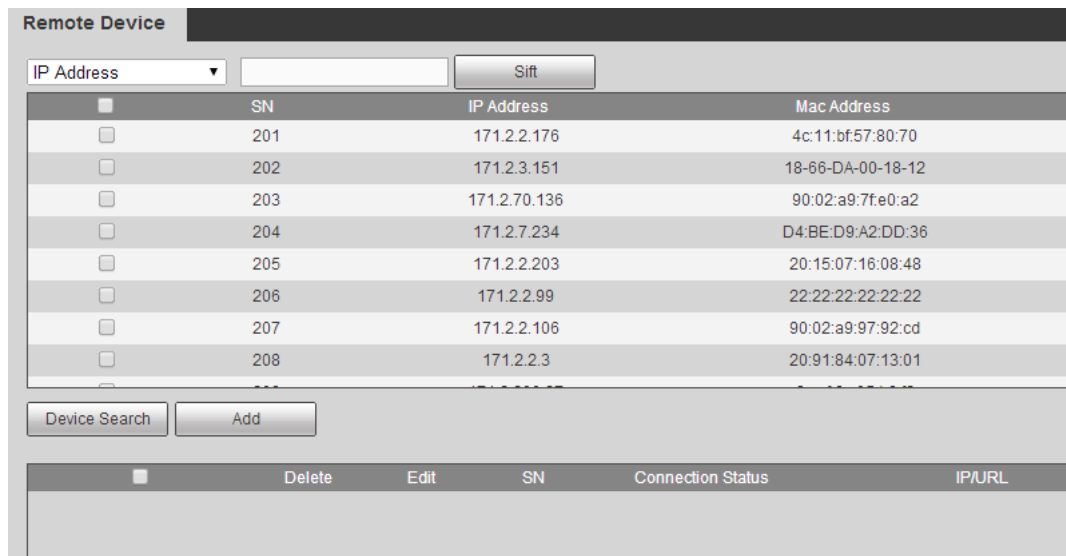 Remote Device
IP Address Sift
SN IP Address Mac Address
201 171.2.2.176 4c:11:bf:57:80:70
202 171.2.3.151 18-66-DA-00-18-12
203 171.2.70.136 90:02:a9:7f:e0:a2
204 171.2.7.234 D4:BE:D9:A2:DD:36
205 171.2.2.203 20:15:07:16:08:48
206 171.2.2.99 22:22:22:22:22:22
207 171.2.2.106 90:02:a9:97:92:cd
208 171.2.2.3 20:91:84:07:13:01
Device Search Add
Delete Edit SN Connection Status IP/URL